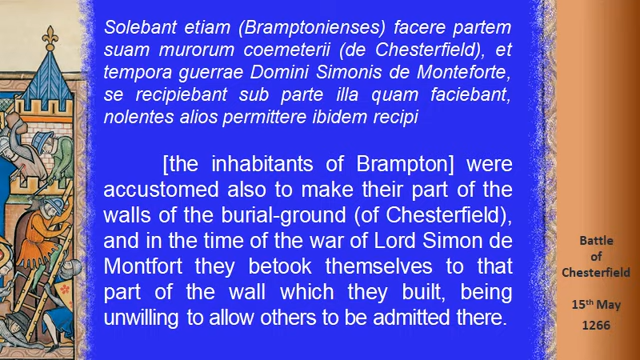 Solebant etiam (Bramptonienses) facere partem
suam murorum coemeterii (de Chesterfield), et
tempora guerrae Domini Simonis de Monteforte,
se recipiebant sub parte illa quam faciebant,
nolentes alios permittere ibidem recipi
[the inhabitants of Brampton] were
accustomed also to make their part of the
walls of the burial-ground (of Chesterfield),
and in the time of the war of Lord Simon de
Montfort they betook themselves to that
part of the wall which they built, being
unwilling to allow others to be admitted there.
Battle
of
Chesterfield
15th May
1266